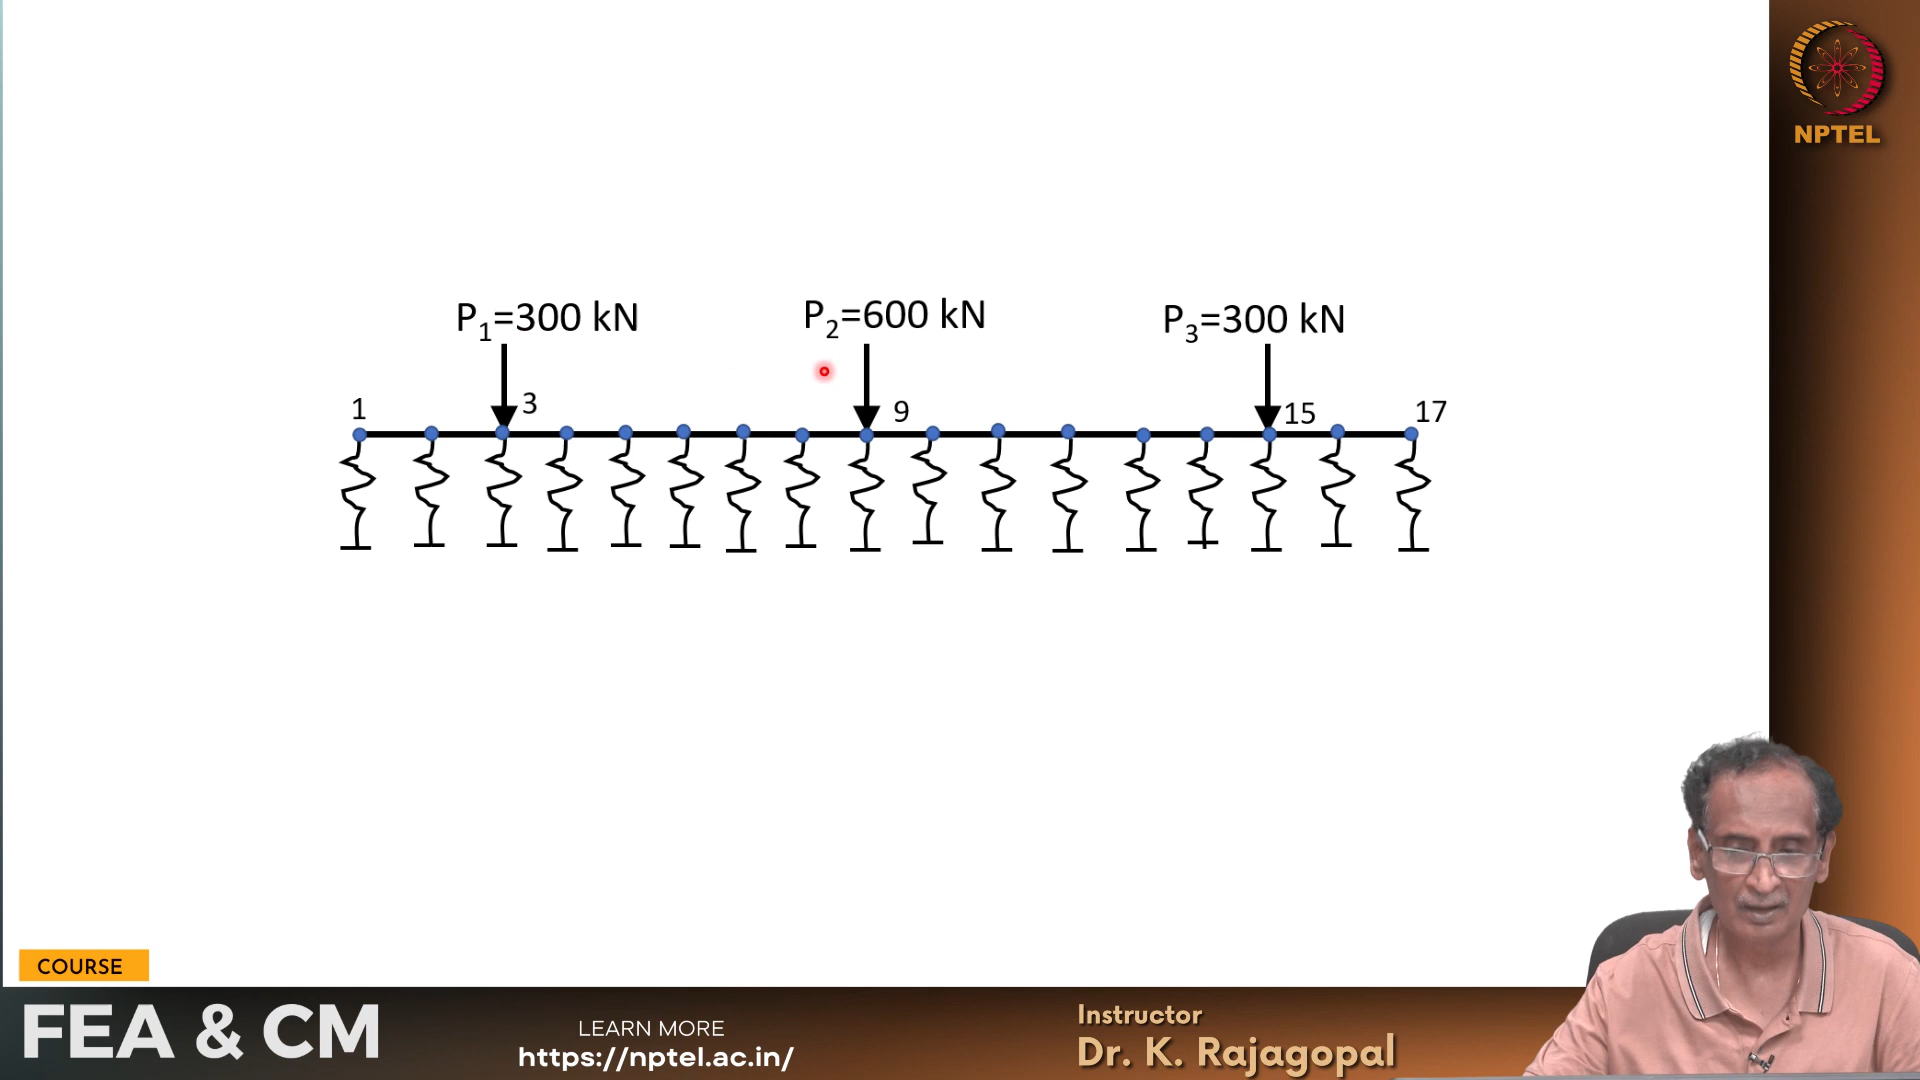 NPTEL
P1=300 kN
P2=600 kN
P3=300 kN
1
3
9
15
17
COURSE
FEA & CM
LEARN MORE
https://nptel.ac.in/
Instructor
Dr. K. Rajagopal